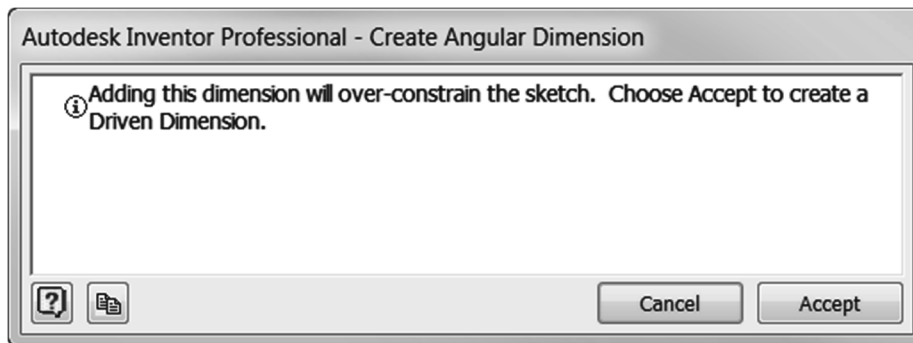 Autodesk Inventor Professional - Create Angular Dimension
Adding this dimension will over-constrain the sketch. Choose Accept to create a
Driven Dimension.
Cancel Accept